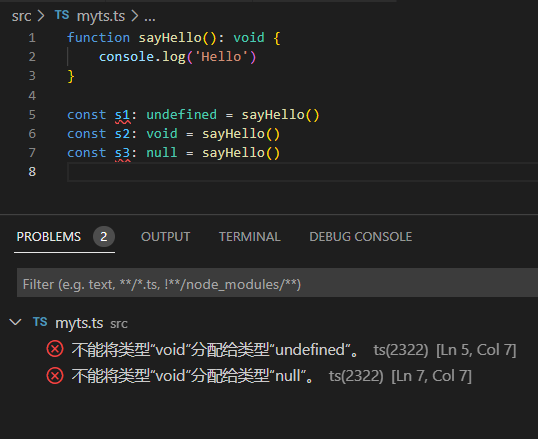 src > TS myts.ts > ...
1 function sayHello(): void {
2 console.log('Hello')
3 }
4
5 const s1: undefined = sayHello()
6 const s2: void = sayHello()
7 const s3: null = sayHello()
8
PROBLEMS 2 OUTPUT TERMINAL DEBUG CONSOLE
Filter (e.g. text, **/*.ts, !**/node_modules/**)
TS myts.ts src
不能将类型“void”分配给类型“undefined”。 ts(2322) [Ln 5, Col 7]
不能将类型“void”分配给类型“null”。 ts(2322) [Ln 7, Col 7]